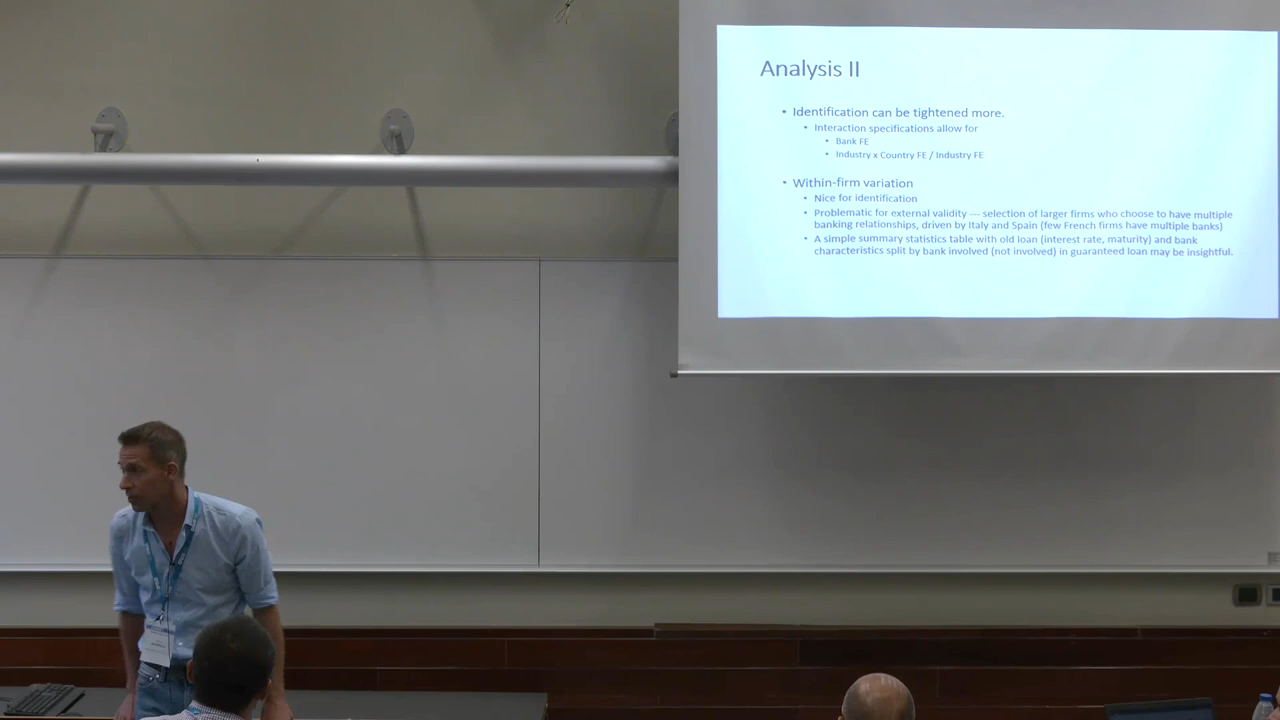 Analysis II
• Identification can be tightened more.
• Interaction specifications allow for
• Bank FE
• Industry x Country FE / Industry FE
• Within-firm variation
• Nice for identification
• Problematic for external validity --- selection of larger firms who choose to have multiple
banking relationships, driven by Italy and Spain (few French firms have multiple banks)
• A simple summary statistics table with old loan (interest rate, maturity) and bank
characteristics split by bank involved (not involved) in guaranteed loan may be insightful.